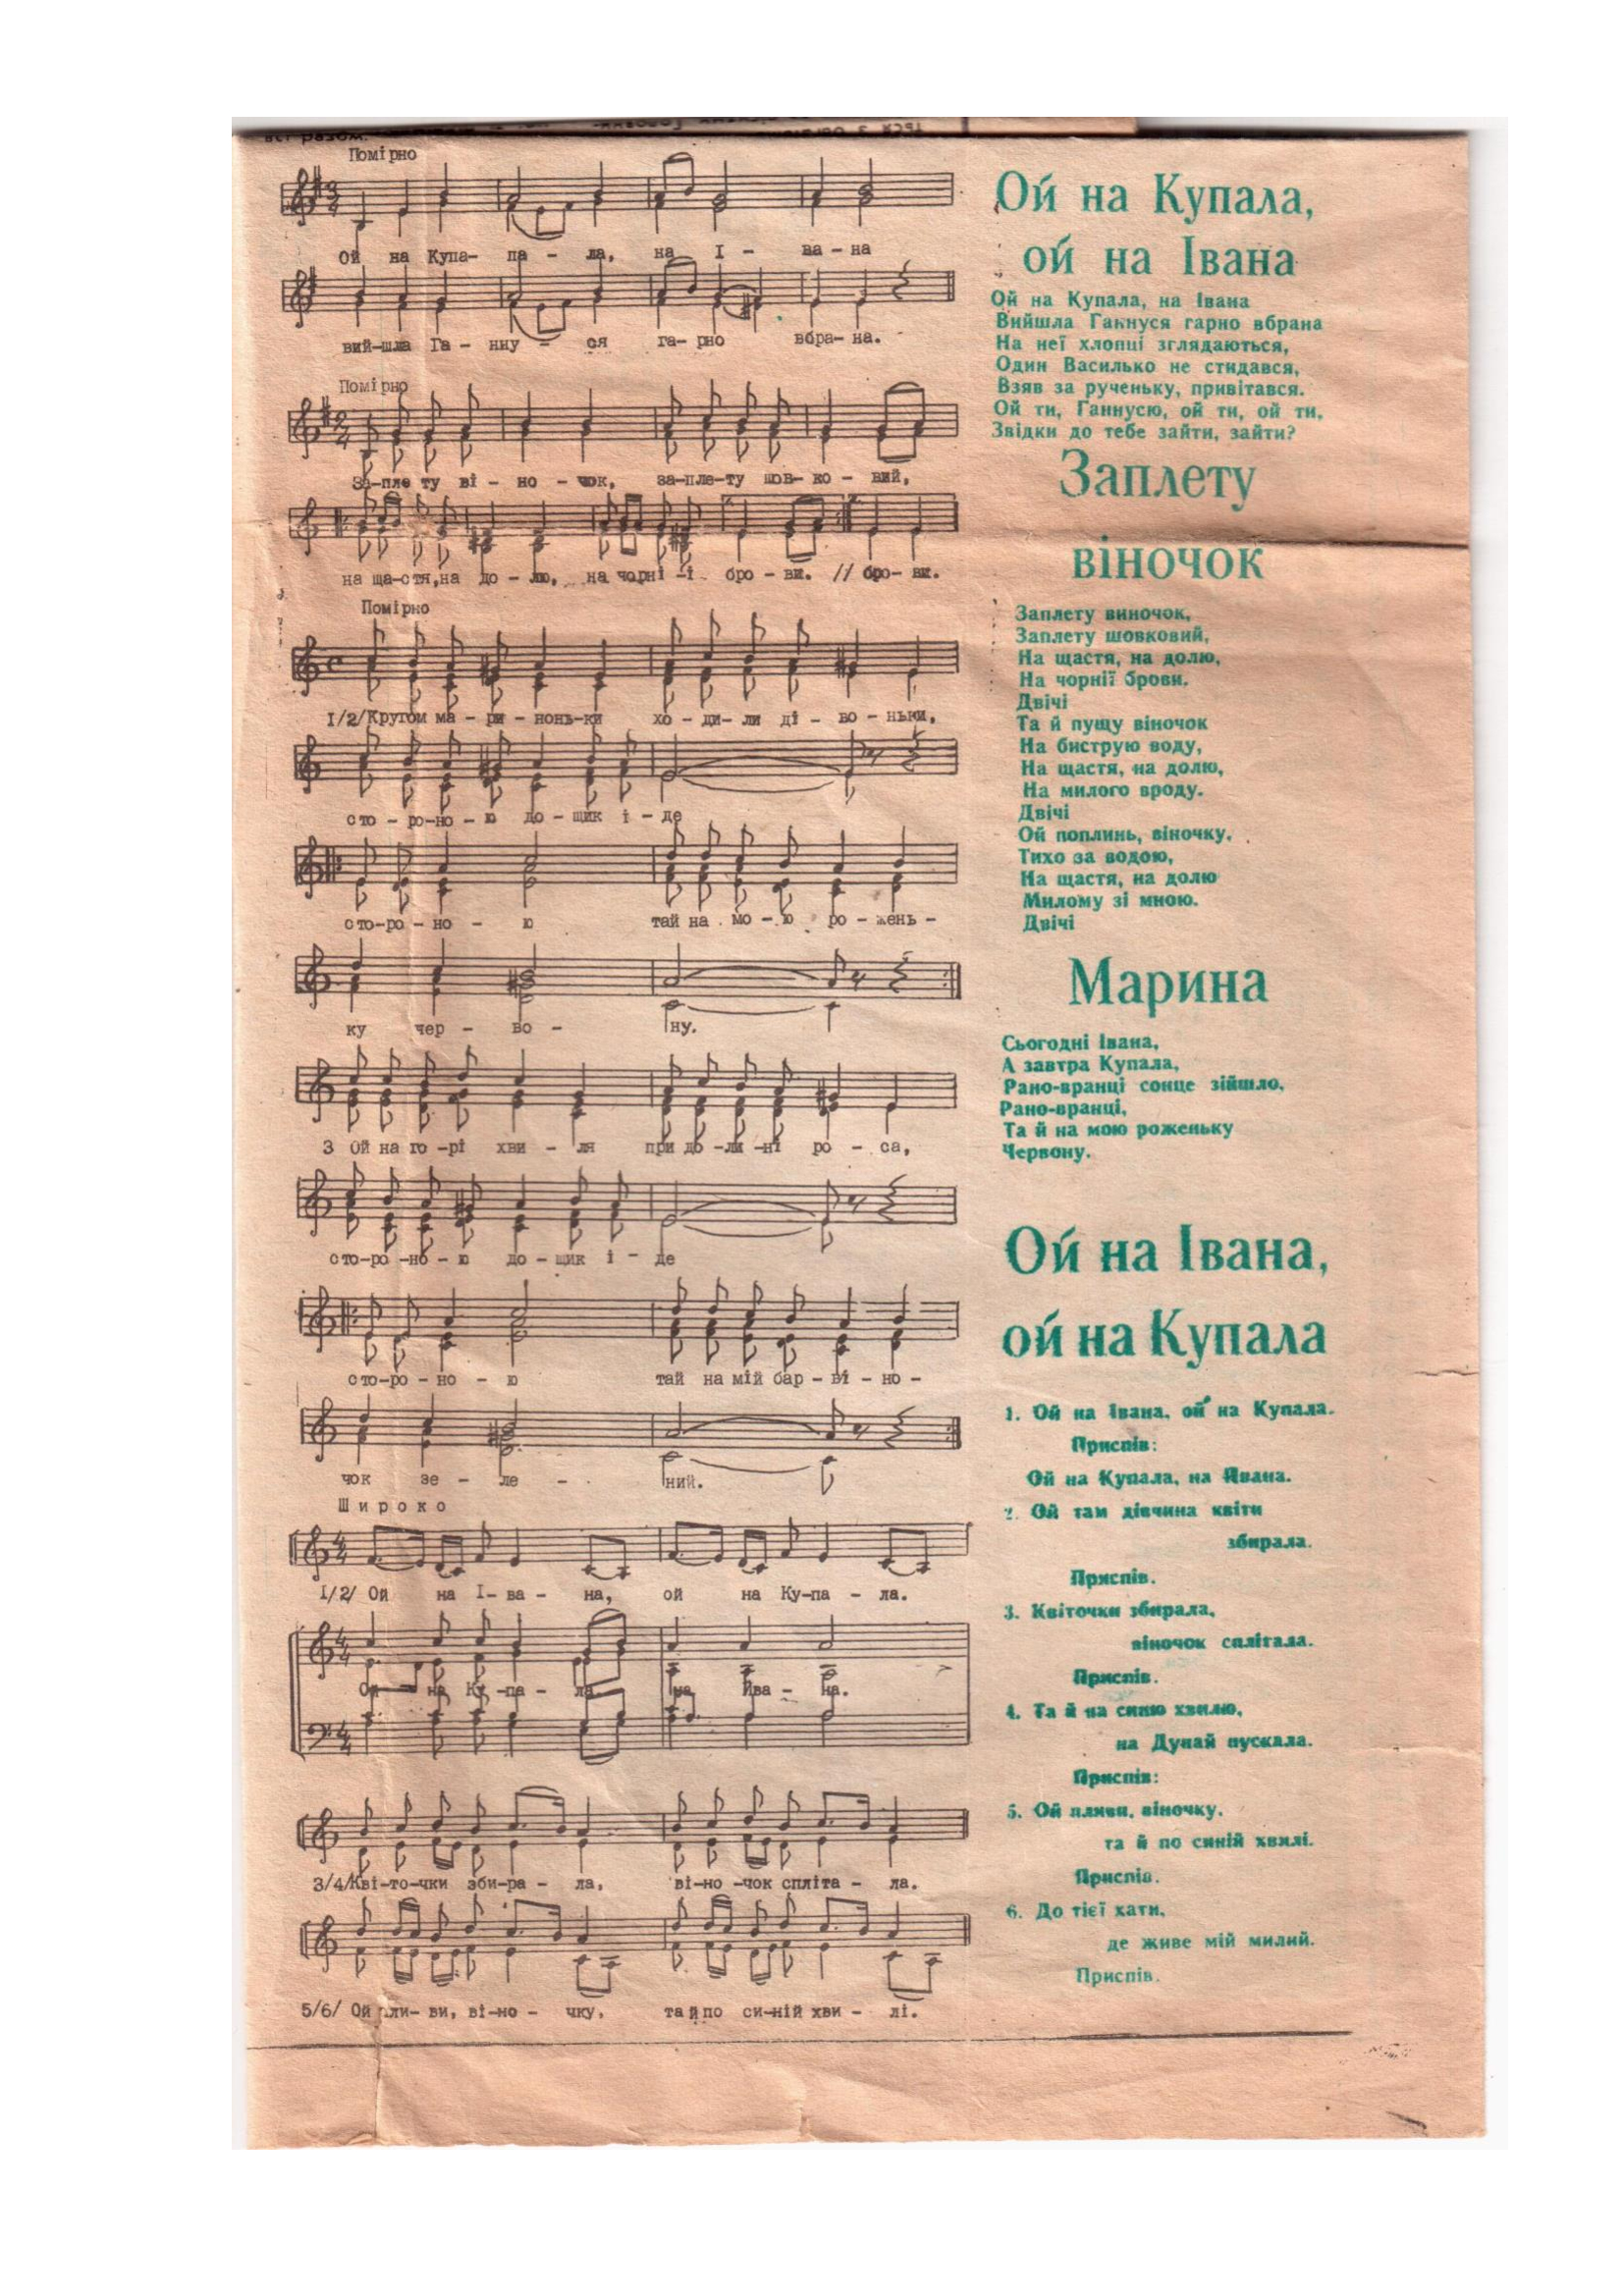 Помірно
Ой на Купа- па - ла, на І - ва - на
вий-шла Га - нну - ся га- рно вбра- на.
Помірно
За-пле ту ві - но - чок, за-пле-ту шов- ко - вий,
на ща-стя,на до - лю, на чорні -ї бро - ви. // бро- ви.
Помірно
1/2/Кругом ма - ри - нонь-ки хо - ди- ли ді - во - ньки,
сто - ро-но - ю до - щик і - де
сто-ро - но - ю тай на мо - ю ро - жень -
ку чер - во - ну.
3 Ой на го -рі хви - ля при до -ли -ні ро - са,
сто-ро -но - ю до - щик і - де
сто-ро - но - ю тай на мій бар - ві - но -
чок зе - ле - ний.
Широко
1/2/ Ой на І- ва - на, ой на Ку-па - ла.
Ой на Ку -па - ла на Йва - на.
3/4/Кві-то-чки зби-ра - ла, ві-но -чок спліта - ла.
5/6/ Ой пли- ви, ві-но - чку, та й по си-ній хви - лі.
Ой на Купала,
ой на Івана
Ой на Купала, на Івана
Вийшла Ганнуся гарно вбрана
На неї хлопці зглядаються,
Один Василько не стидався,
Взяв за рученьку, привітався.
Ой ти, Ганнусю, ой ти, ой ти,
Звідки до тебе зайти, зайти?
Заплету
віночок
Заплету виночок,
Заплету шовковий,
На щастя, на долю,
На чорнії брови.
Двічі
Та й пущу віночок
На биструю воду,
На щастя, на долю,
На милого вроду.
Двічі
Ой поплинь, віночку,
Тихо за водою,
На щастя, на долю
Милому зі мною.
Двічі
Марина
Сьогодні Івана,
А завтра Купала,
Рано-вранці сонце зійшло,
Рано-вранці,
Та й на мою роженьку
Червону.
Ой на Івана,
ой на Купала
1. Ой на Івана, ой на Купала.
Приспів:
Ой на Купала, на Йвана.
2. Ой там дівчина квіти
збирала.
Приспів.
3. Квіточки збирала,
віночок сплітала.
Приспів.
4. Та й на синю хвилю,
на Дунай пускала.
Приспів:
5. Ой пливи, віночку,
та й по синій хвилі.
Приспів.
6. До тієї хати,
де живе мій милий.
Приспів.